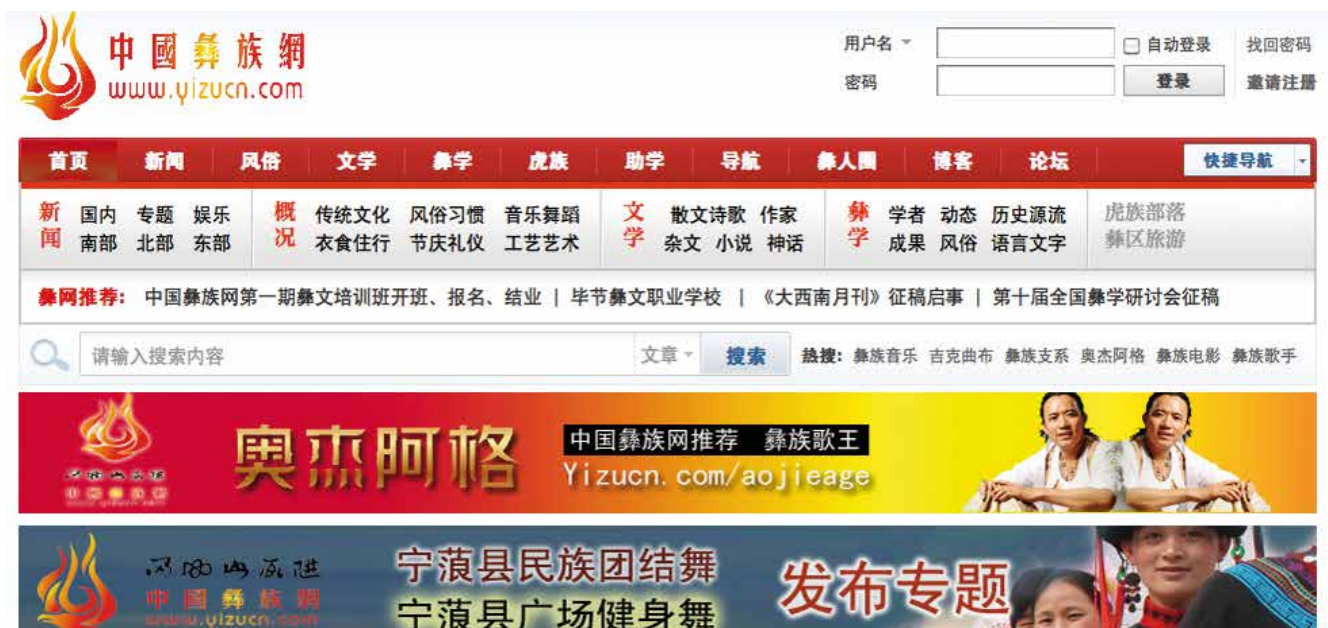 中國彝族網
www.yizucn.com
用户名
自动登录 找回密码
密码
登录 邀请注册
首页 新闻 风俗 文学 彝学 虎族 助学 导航 彝人圈 博客 论坛 快捷导航
新闻 国内 专题 娱乐 概况 传统文化 风俗习惯 音乐舞蹈 文学 散文诗歌 作家 彝学 学者 动态 历史源流 虎族部落
南部 北部 东部 衣食住行 节庆礼仪 工艺艺术 杂文 小说 神话 成果 风俗 语言文字 彝区旅游
彝网推荐: 中国彝族网第一期彝文培训班开班、报名、结业 | 毕节彝文职业学校 | 《大西南月刊》征稿启事 | 第十届全国彝学研讨会征稿
请输入搜索内容 文章 搜索 热搜: 彝族音乐 吉克曲布 彝族支系 奥杰阿格 彝族电影 彝族歌手
奥杰阿格
中国彝族网推荐 彝族歌王
Yizucn.com/aojieage
中國彝族網
www.yizucn.com
宁蒗县民族团结舞
宁蒗县广场健身舞
发布专题
中國彝族網
www.yizucn.com